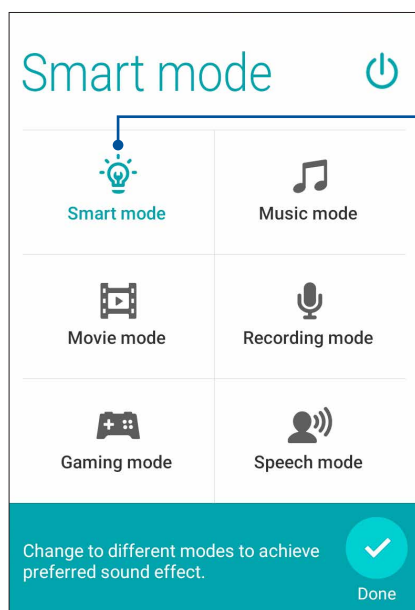 Smart mode
Smart mode
Music mode
Movie mode
Recording mode
Gaming mode
Speech mode
Change to different modes to achieve
preferred sound effect.
Done